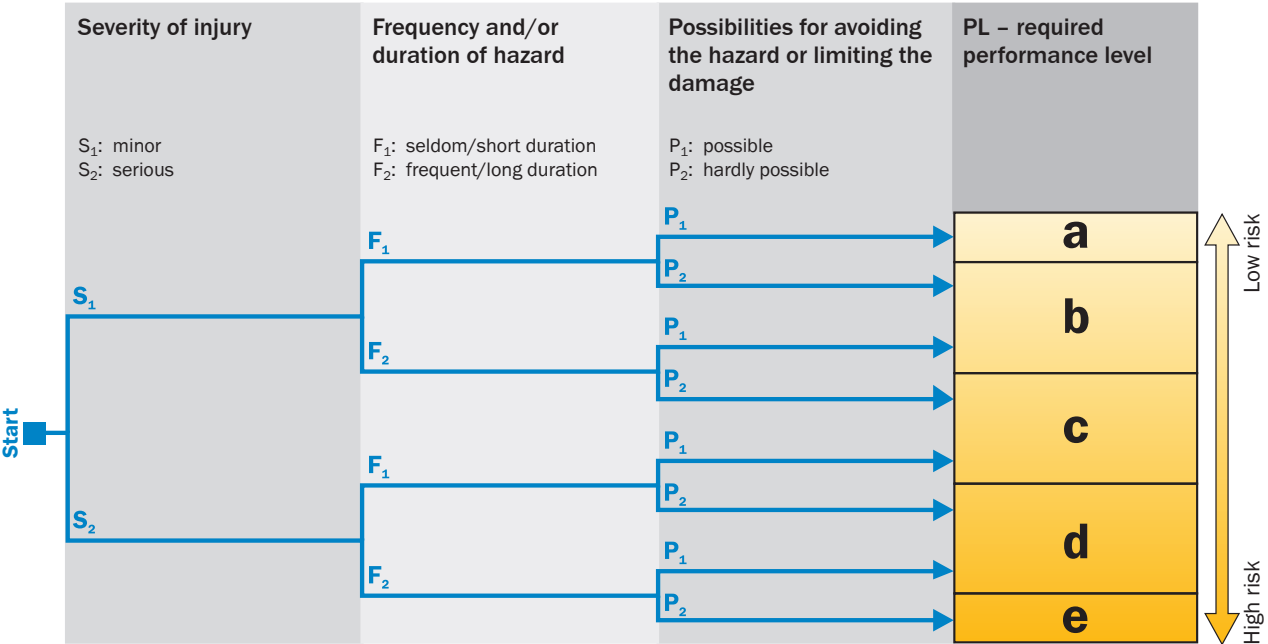 Severity of injury
S₁: minor
S₂: serious
Frequency and/or
duration of hazard
F₁: seldom/short duration
F₂: frequent/long duration
Possibilities for avoiding
the hazard or limiting the
damage
P₁: possible
P₂: hardly possible
PL – required
performance level
Start
S₁
S₂
F₁
F₂
F₁
F₂
P₁
P₂
P₁
P₂
P₁
P₂
P₁
P₂
a
b
c
d
e
Low risk
High risk